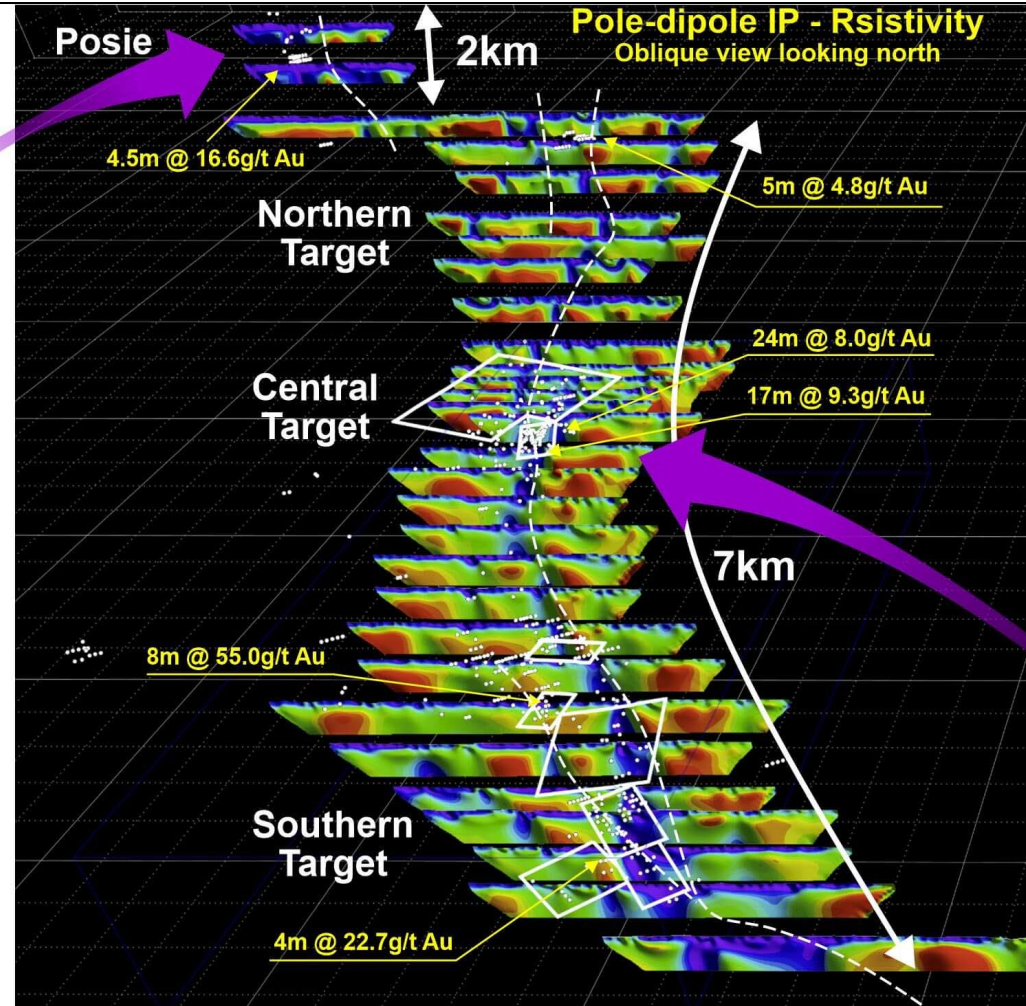 Pole-dipole IP - Rsistivity
Oblique view looking north
Posie
2km
4.5m @ 16.6g/t Au
5m @ 4.8g/t Au
Northern
Target
24m @ 8.0g/t Au
Central
Target
17m @ 9.3g/t Au
7km
8m @ 55.0g/t Au
Southern
Target
4m @ 22.7g/t Au